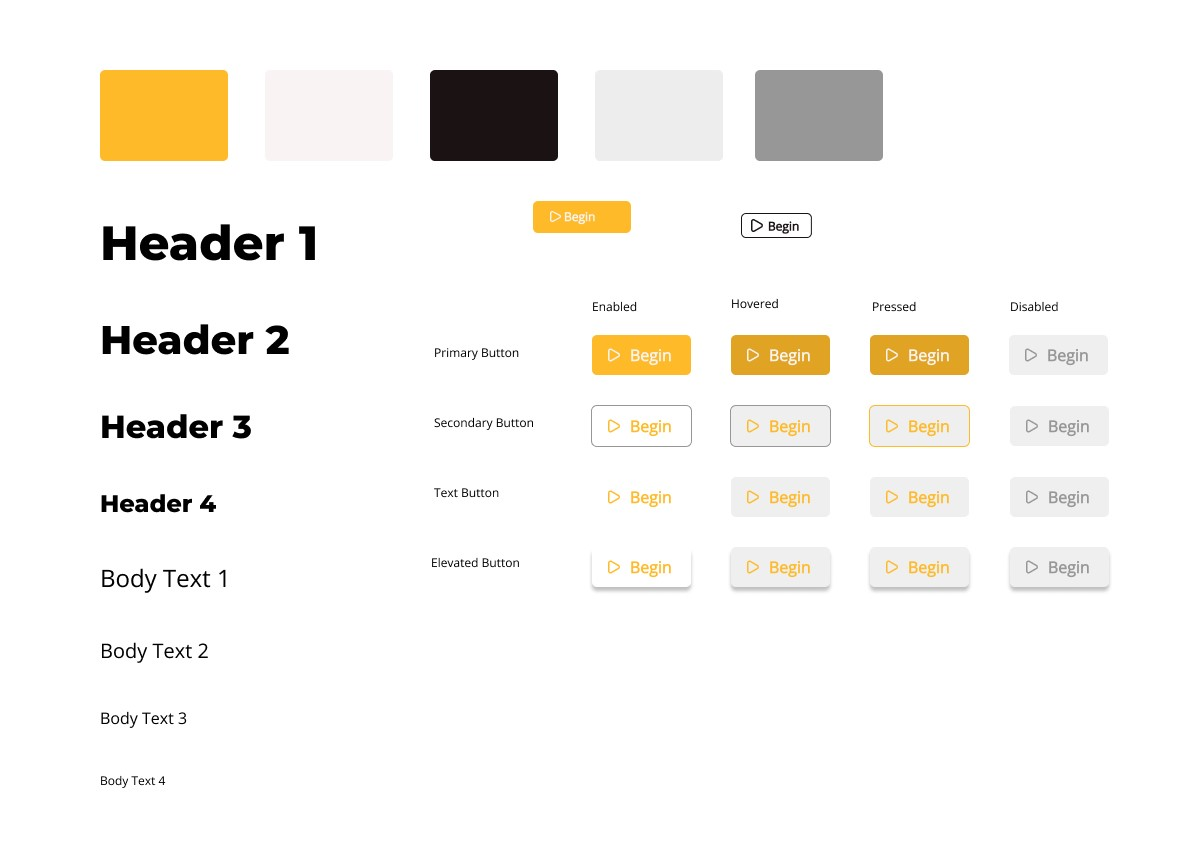 Header 1
Header 2
Header 3
Header 4
Body Text 1
Body Text 2
Body Text 3
Body Text 4
Begin
Begin
Enabled
Hovered
Pressed
Disabled
Primary Button
Begin
Begin
Begin
Begin
Secondary Button
Begin
Begin
Begin
Begin
Text Button
Begin
Begin
Begin
Begin
Elevated Button
Begin
Begin
Begin
Begin